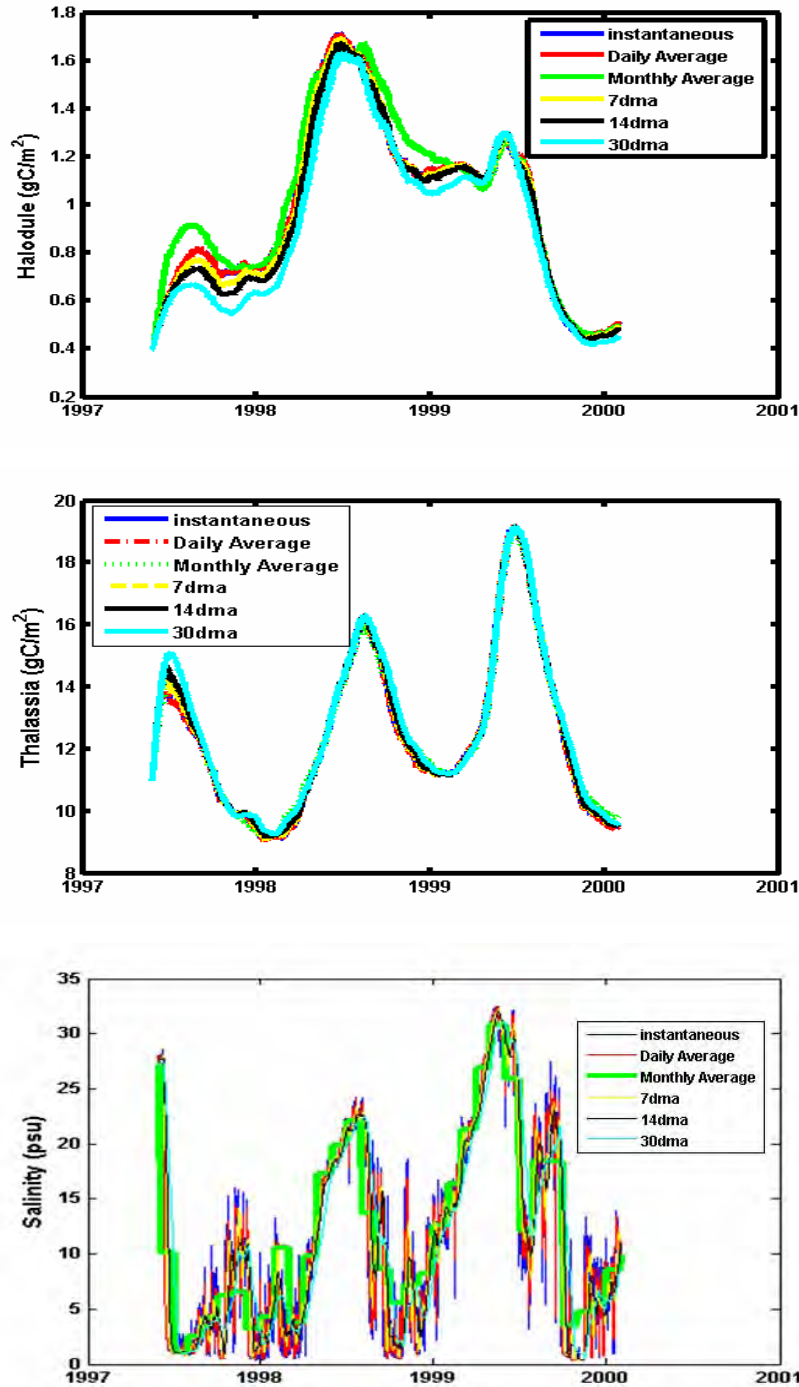 1.8
1.6
1.4
1.2
1
0.8
0.6
0.4
0.2
Halodule (gC/m²)
instantaneous
Daily Average
Monthly Average
7dma
14dma
30dma
1997
1998
1999
2000
2001
20
18
16
14
12
10
8
Thalassia (gC/m²)
instantaneous
Daily Average
Monthly Average
7dma
14dma
30dma
1997
1998
1999
2000
2001
35
30
25
20
15
10
5
0
Salinity (psu)
instantaneous
Daily Average
Monthly Average
7dma
14dma
30dma
1997
1998
1999
2000
2001